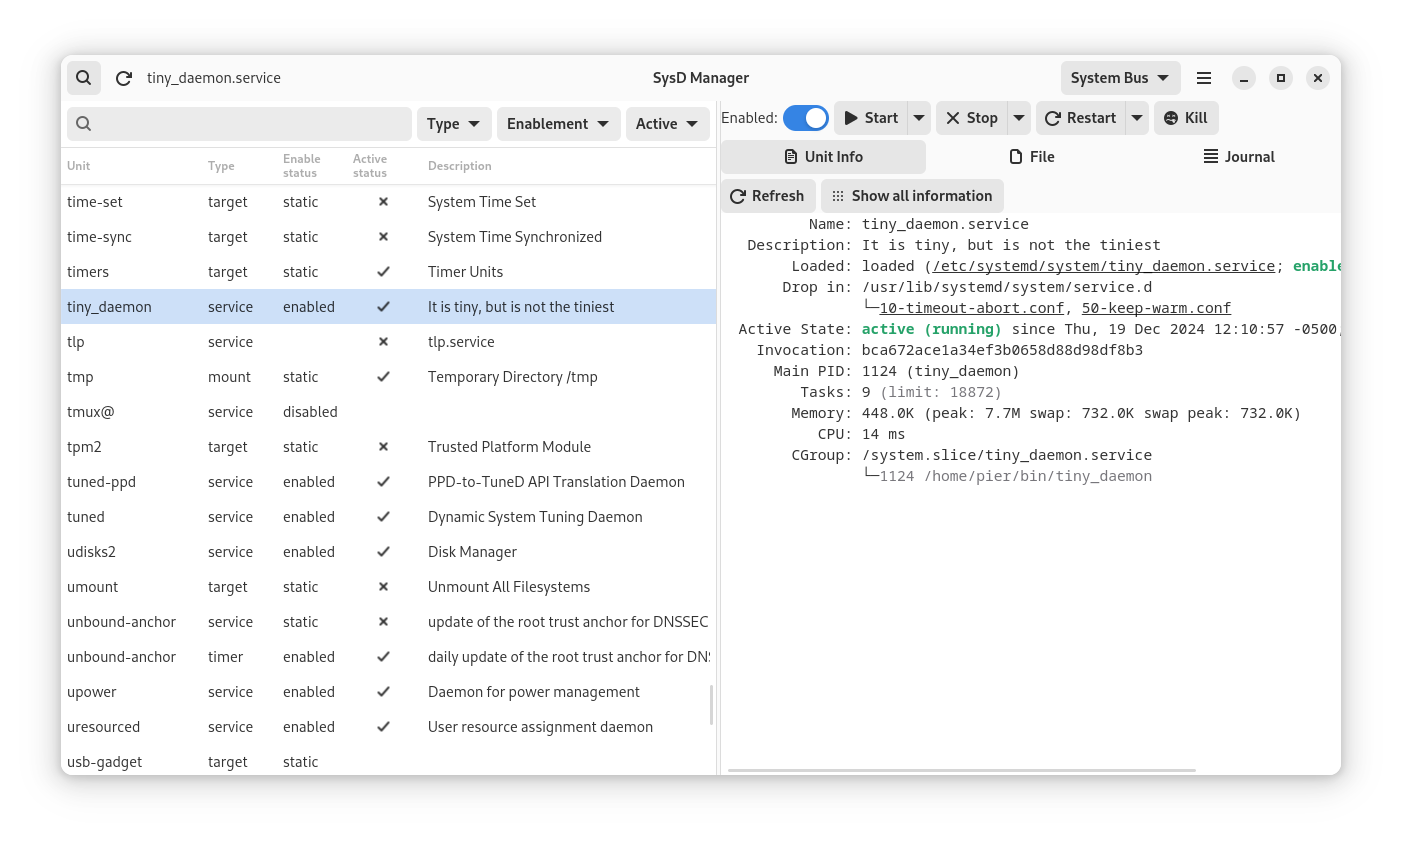 tiny_daemon.service SysD Manager System Bus
Type Enablement Active
Unit Type Enable status Active status Description
time-set target static System Time Set
time-sync target static System Time Synchronized
timers target static Timer Units
tiny_daemon service enabled It is tiny, but is not the tiniest
tlp service tlp.service
tmp mount static Temporary Directory /tmp
tmux@ service disabled
tpm2 target static Trusted Platform Module
tuned-ppd service enabled PPD-to-TuneD API Translation Daemon
tuned service enabled Dynamic System Tuning Daemon
udisks2 service enabled Disk Manager
umount target static Unmount All Filesystems
unbound-anchor service static update of the root trust anchor for DNSSEC
unbound-anchor timer enabled daily update of the root trust anchor for DNS
upower service enabled Daemon for power management
uresourced service enabled User resource assignment daemon
usb-gadget target static
Enabled: Start Stop Restart Kill
Unit Info File Journal
Refresh Show all information
Name: tiny_daemon.service
Description: It is tiny, but is not the tiniest
Loaded: loaded (/etc/systemd/system/tiny_daemon.service; enable
Drop in: /usr/lib/systemd/system/service.d
└─10-timeout-abort.conf, 50-keep-warm.conf
Active State: active (running) since Thu, 19 Dec 2024 12:10:57 -0500,
Invocation: bca672ace1a34ef3b0658d88d98df8b3
Main PID: 1124 (tiny_daemon)
Tasks: 9 (limit: 18872)
Memory: 448.0K (peak: 7.7M swap: 732.0K swap peak: 732.0K)
CPU: 14 ms
CGroup: /system.slice/tiny_daemon.service
└─1124 /home/pier/bin/tiny_daemon